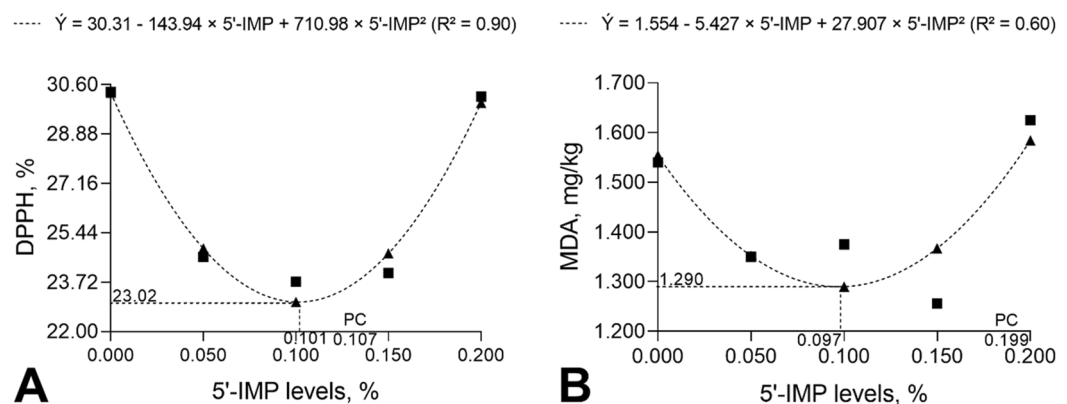 Ý = 30.31 - 143.94 × 5'-IMP + 710.98 × 5'-IMP² (R² = 0.90)
30.60
28.88
27.16
25.44
23.72
22.00
DPPH, %
23.02
PC
0.101 0.107
0.000 0.050 0.100 0.150 0.200
5'-IMP levels, %
A
Ý = 1.554 - 5.427 × 5'-IMP + 27.907 × 5'-IMP² (R² = 0.60)
1.700
1.600
1.500
1.400
1.300
1.200
MDA, mg/kg
1.290
PC
0.097 0.199
0.000 0.050 0.100 0.150 0.200
5'-IMP levels, %
B